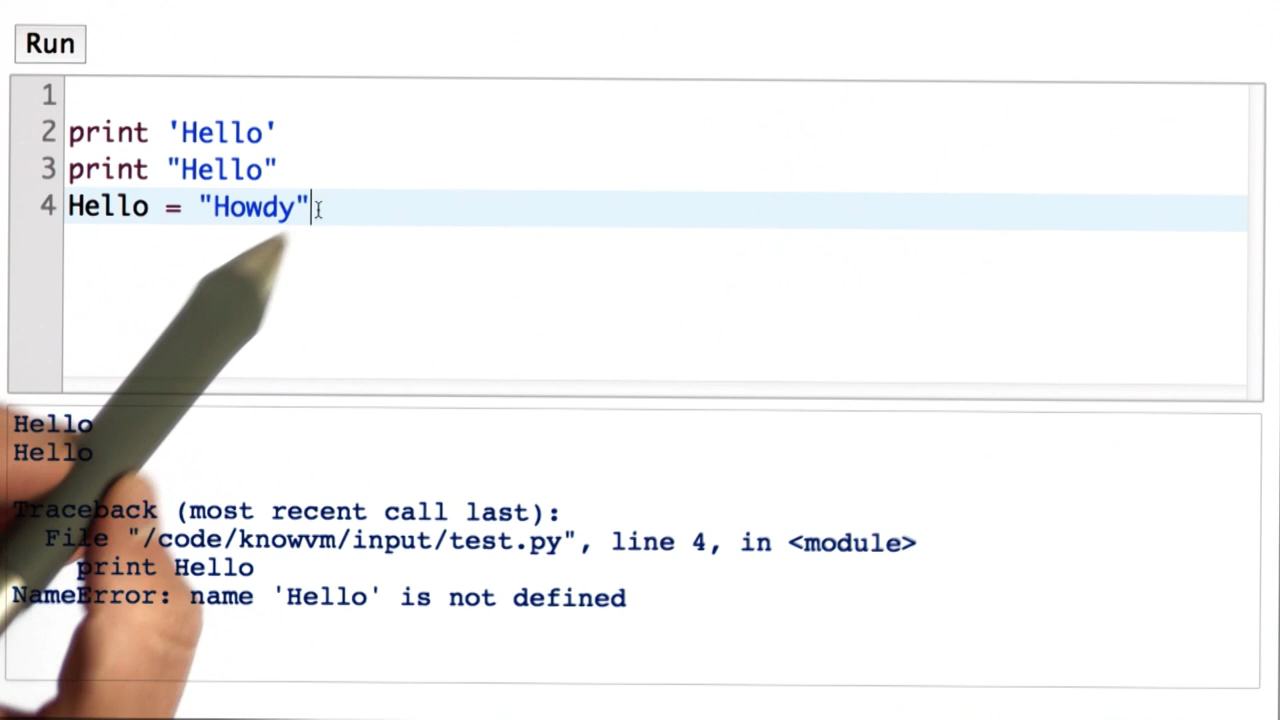 Run
1
2 print 'Hello'
3 print "Hello"
4 Hello = "Howdy"
Hello
Hello
Traceback (most recent call last):
File "/code/knowvm/input/test.py", line 4, in <module>
print Hello
NameError: name 'Hello' is not defined